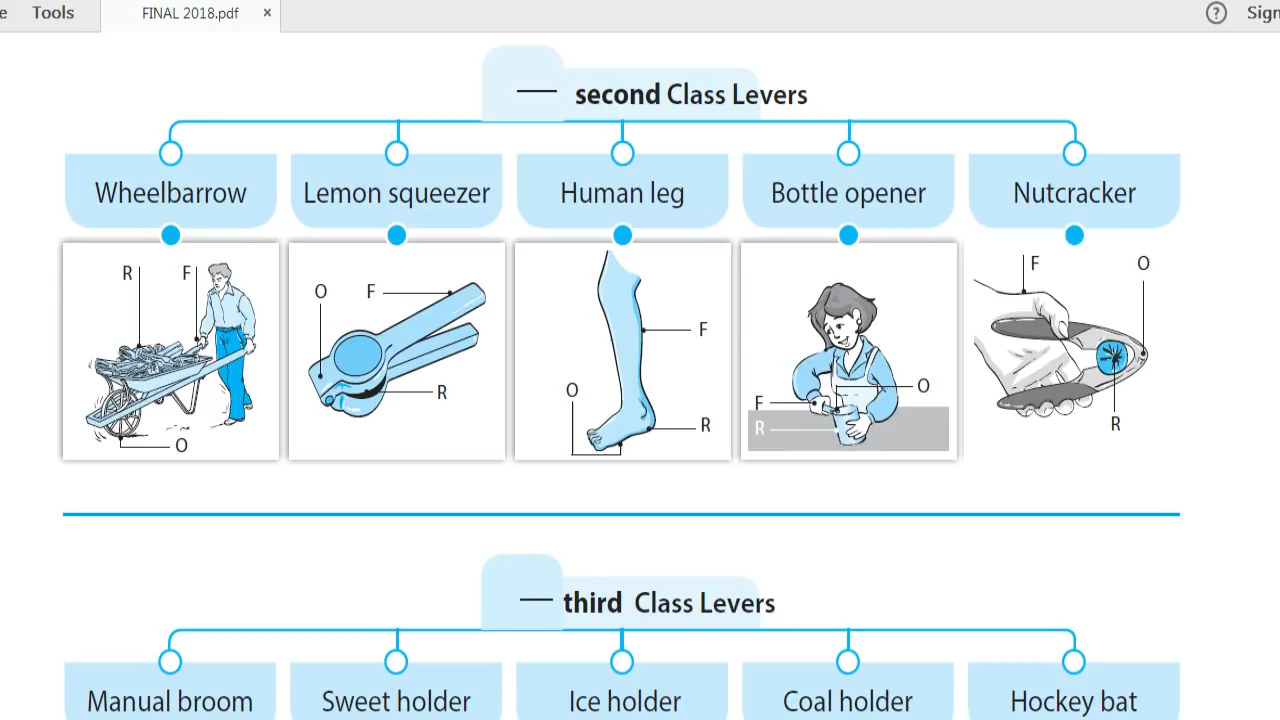 e Tools FINAL 2018.pdf × ? Sign
second Class Levers
Wheelbarrow Lemon squeezer Human leg Bottle opener Nutcracker
R F O
O F R
F O R
O F R
F O R
third Class Levers
Manual broom Sweet holder Ice holder Coal holder Hockey bat